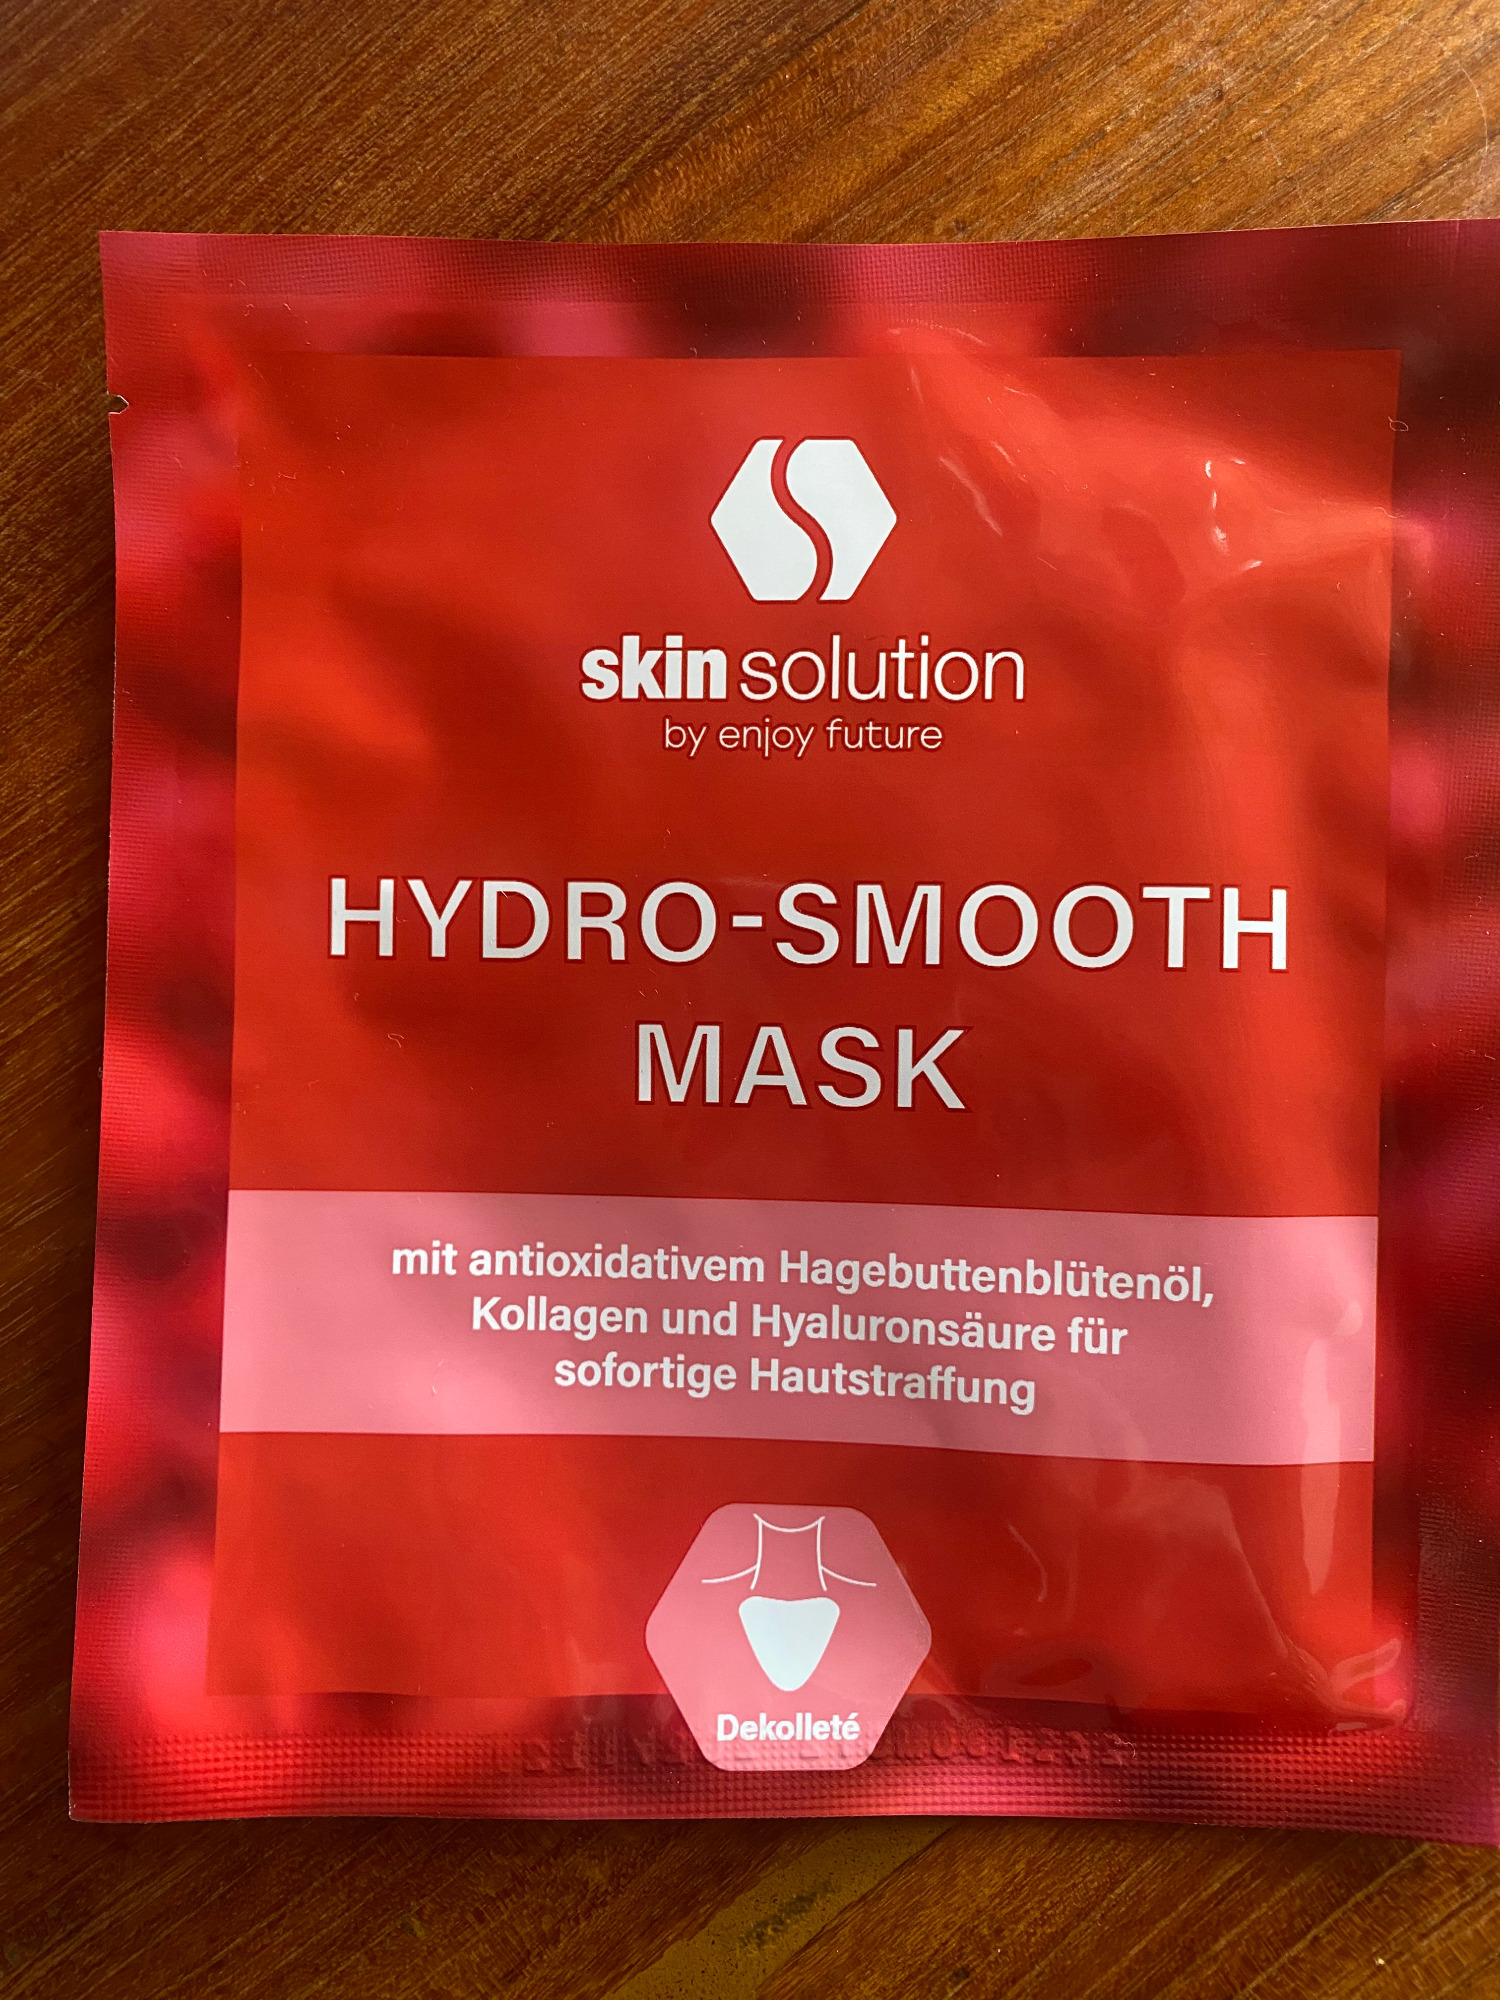 skin solution
by enjoy future
HYDRO-SMOOTH
MASK
mit antioxidativem Hagebuttenblütenöl,
Kollagen und Hyaluronsäure für
sofortige Hautstraffung
Dekolleté